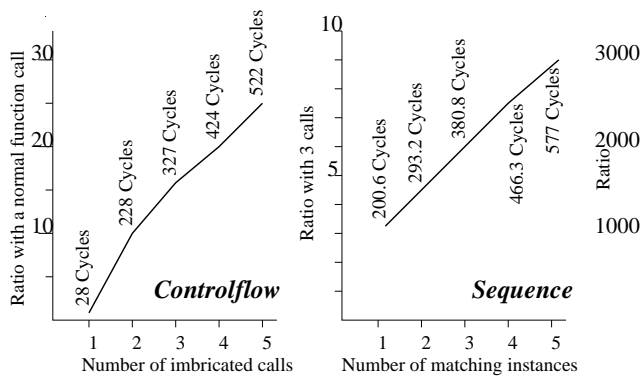 Ratio with a normal function call
30
20
10
28 Cycles
228 Cycles
327 Cycles
424 Cycles
522 Cycles
Controlflow
1 2 3 4 5
Number of imbricated calls
Ratio with 3 calls
10
5
200.6 Cycles
293.2 Cycles
380.8 Cycles
466.3 Cycles
577 Cycles
Sequence
1 2 3 4 5
Number of matching instances
Ratio
3000
2000
1000